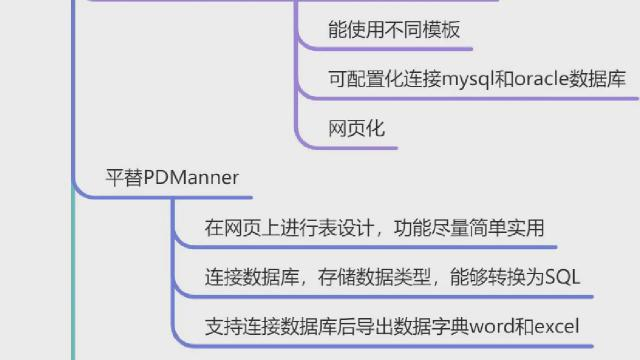 能使用不同模板
可配置化连接mysql和oracle数据库
网页化
平替PDManner
在网页上进行表设计，功能尽量简单实用
连接数据库，存储数据类型，能够转换为SQL
支持连接数据库后导出数据字典word和excel